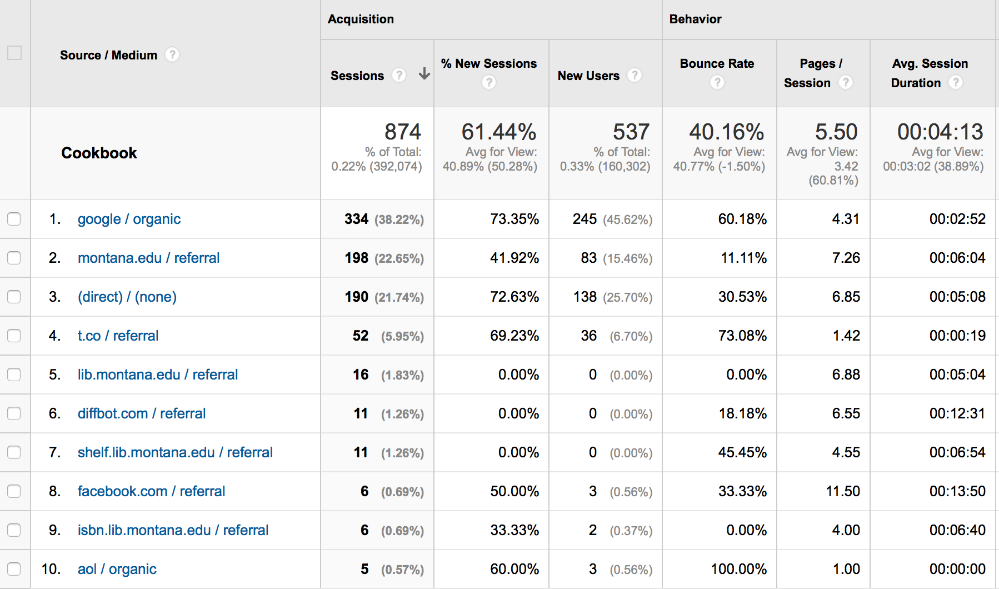 Acquisition Behavior
Source / Medium ? Sessions ? % New Sessions ? New Users ? Bounce Rate ? Pages / Session ? Avg. Session Duration ?
Cookbook 874 61.44% 537 40.16% 5.50 00:04:13
% of Total: Avg for View: % of Total: Avg for View: Avg for View: Avg for View:
0.22% (392,074) 40.89% (50.28%) 0.33% (160,302) 40.77% (-1.50%) 3.42 00:03:02 (38.89%)
(60.81%)
1. google / organic 334 (38.22%) 73.35% 245 (45.62%) 60.18% 4.31 00:02:52
2. montana.edu / referral 198 (22.65%) 41.92% 83 (15.46%) 11.11% 7.26 00:06:04
3. (direct) / (none) 190 (21.74%) 72.63% 138 (25.70%) 30.53% 6.85 00:05:08
4. t.co / referral 52 (5.95%) 69.23% 36 (6.70%) 73.08% 1.42 00:00:19
5. lib.montana.edu / referral 16 (1.83%) 0.00% 0 (0.00%) 0.00% 6.88 00:05:04
6. diffbot.com / referral 11 (1.26%) 0.00% 0 (0.00%) 18.18% 6.55 00:12:31
7. shelf.lib.montana.edu / referral 11 (1.26%) 0.00% 0 (0.00%) 45.45% 4.55 00:06:54
8. facebook.com / referral 6 (0.69%) 50.00% 3 (0.56%) 33.33% 11.50 00:13:50
9. isbn.lib.montana.edu / referral 6 (0.69%) 33.33% 2 (0.37%) 0.00% 4.00 00:06:40
10. aol / organic 5 (0.57%) 60.00% 3 (0.56%) 100.00% 1.00 00:00:00